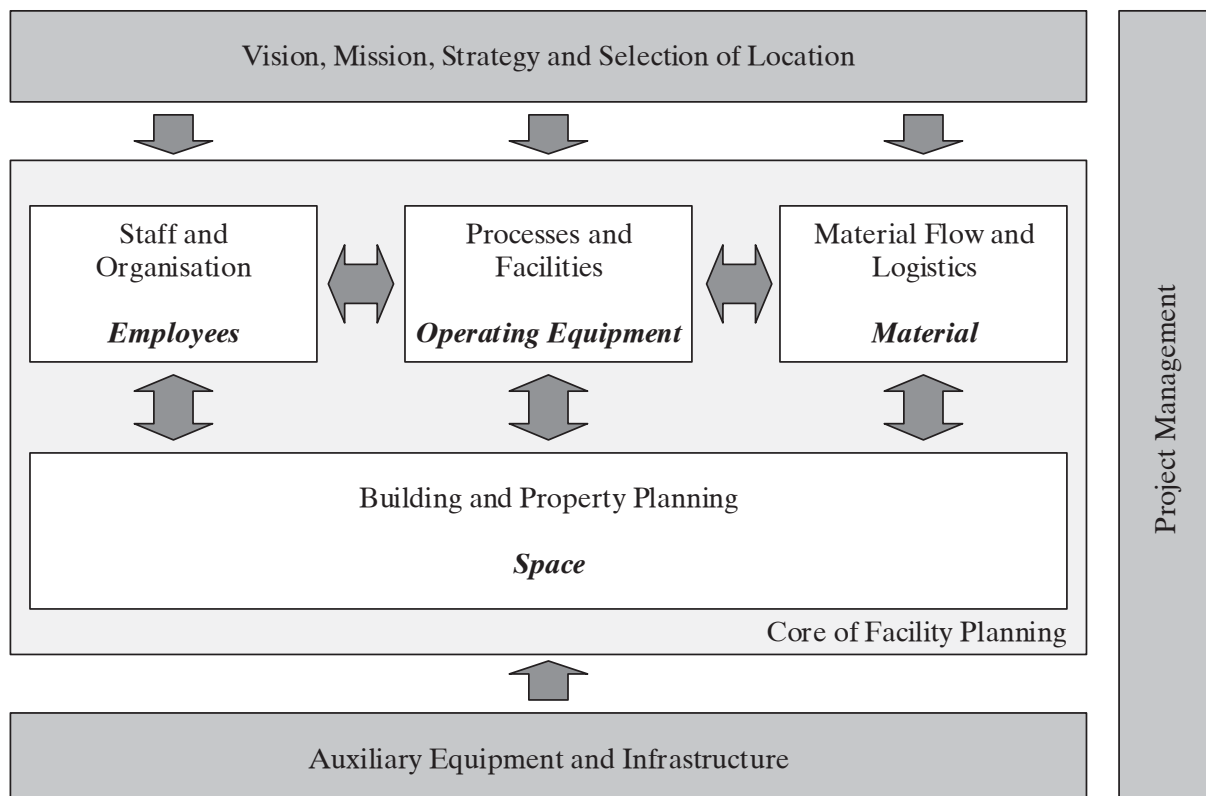 Vision, Mission, Strategy and Selection of Location
Staff and
Organisation
Employees
Processes and
Facilities
Operating Equipment
Material Flow and
Logistics
Material
Building and Property Planning
Space
Core of Facility Planning
Auxiliary Equipment and Infrastructure
Project Management